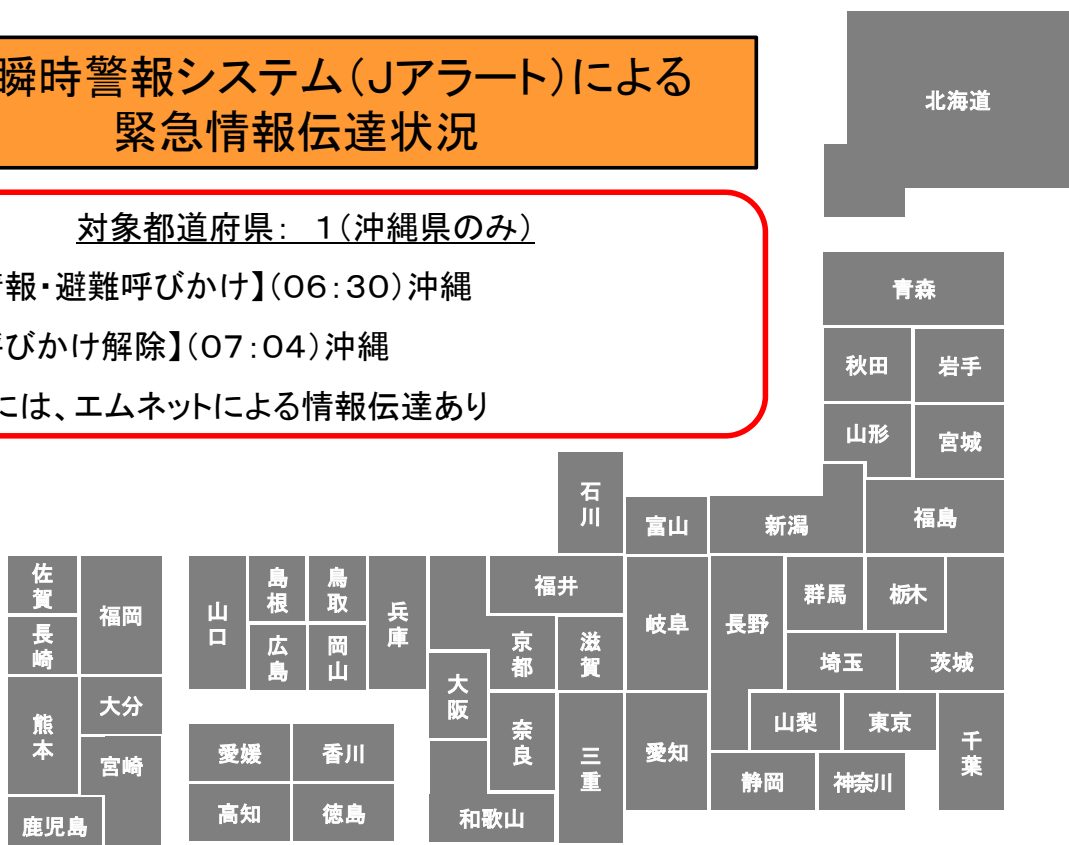 瞬時警報システム(Jアラート)による
緊急情報伝達状況
対象都道府県: 1(沖縄県のみ)
報・避難呼びかけ】(06:30)沖縄
びかけ解除】(07:04)沖縄
には、エムネットによる情報伝達あり
北海道
青森
秋田
岩手
山形
宮城
石川
富山
新潟
福島
佐賀
福岡
山口
島根
鳥取
兵庫
福井
岐阜
長野
群馬
栃木
長崎
広島
岡山
京都
滋賀
埼玉
茨城
熊本
大分
大阪
奈良
三重
愛知
山梨
東京
千葉
宮崎
愛媛
香川
静岡
神奈川
鹿児島
高知
徳島
和歌山